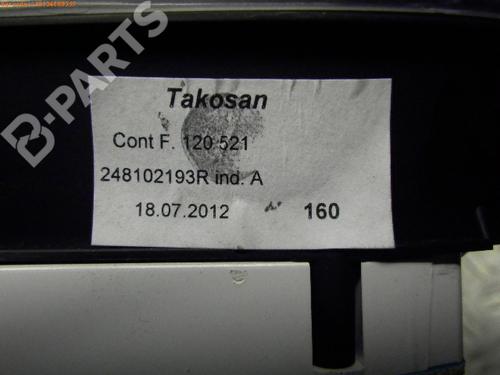 B-PARTS
Takosan
Cont F. 120 521
248102193R ind. A
18.07.2012 160